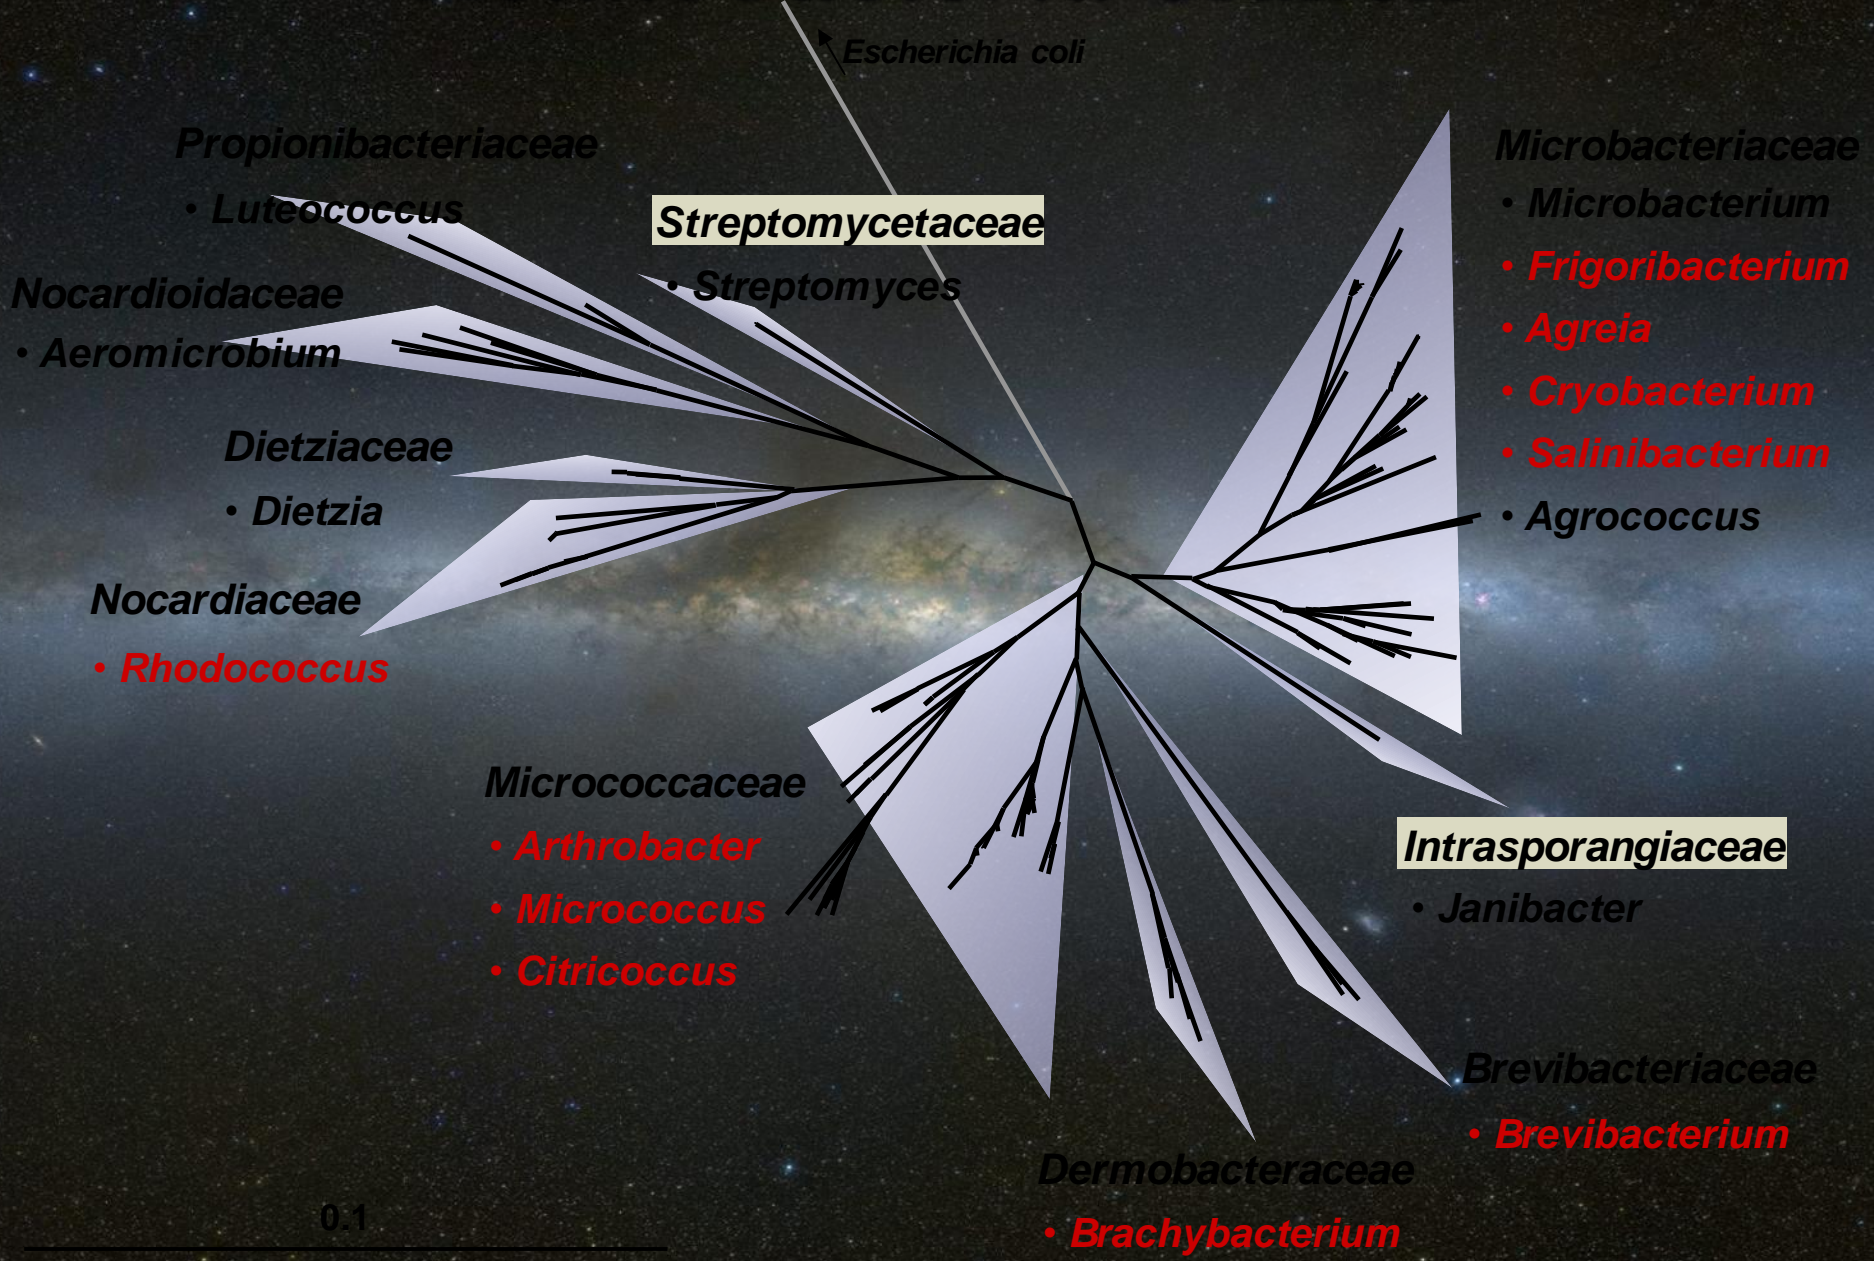 Escherichia coli
Propionibacteriaceae
• Luteococcus
Streptomycetaceae
• Streptomyces
Nocardioidaceae
• Aeromicrobium
Dietziaceae
• Dietzia
Nocardiaceae
• Rhodococcus
Microbacteriaceae
• Microbacterium
• Frigoribacterium
• Agreia
• Cryobacterium
• Salinibacterium
• Agrococcus
Micrococcaceae
• Arthrobacter
• Micrococcus
• Citricoccus
Intrasporangiaceae
• Janibacter
Brevibacteriaceae
• Brevibacterium
Dermobacteraceae
• Brachybacterium
0.1